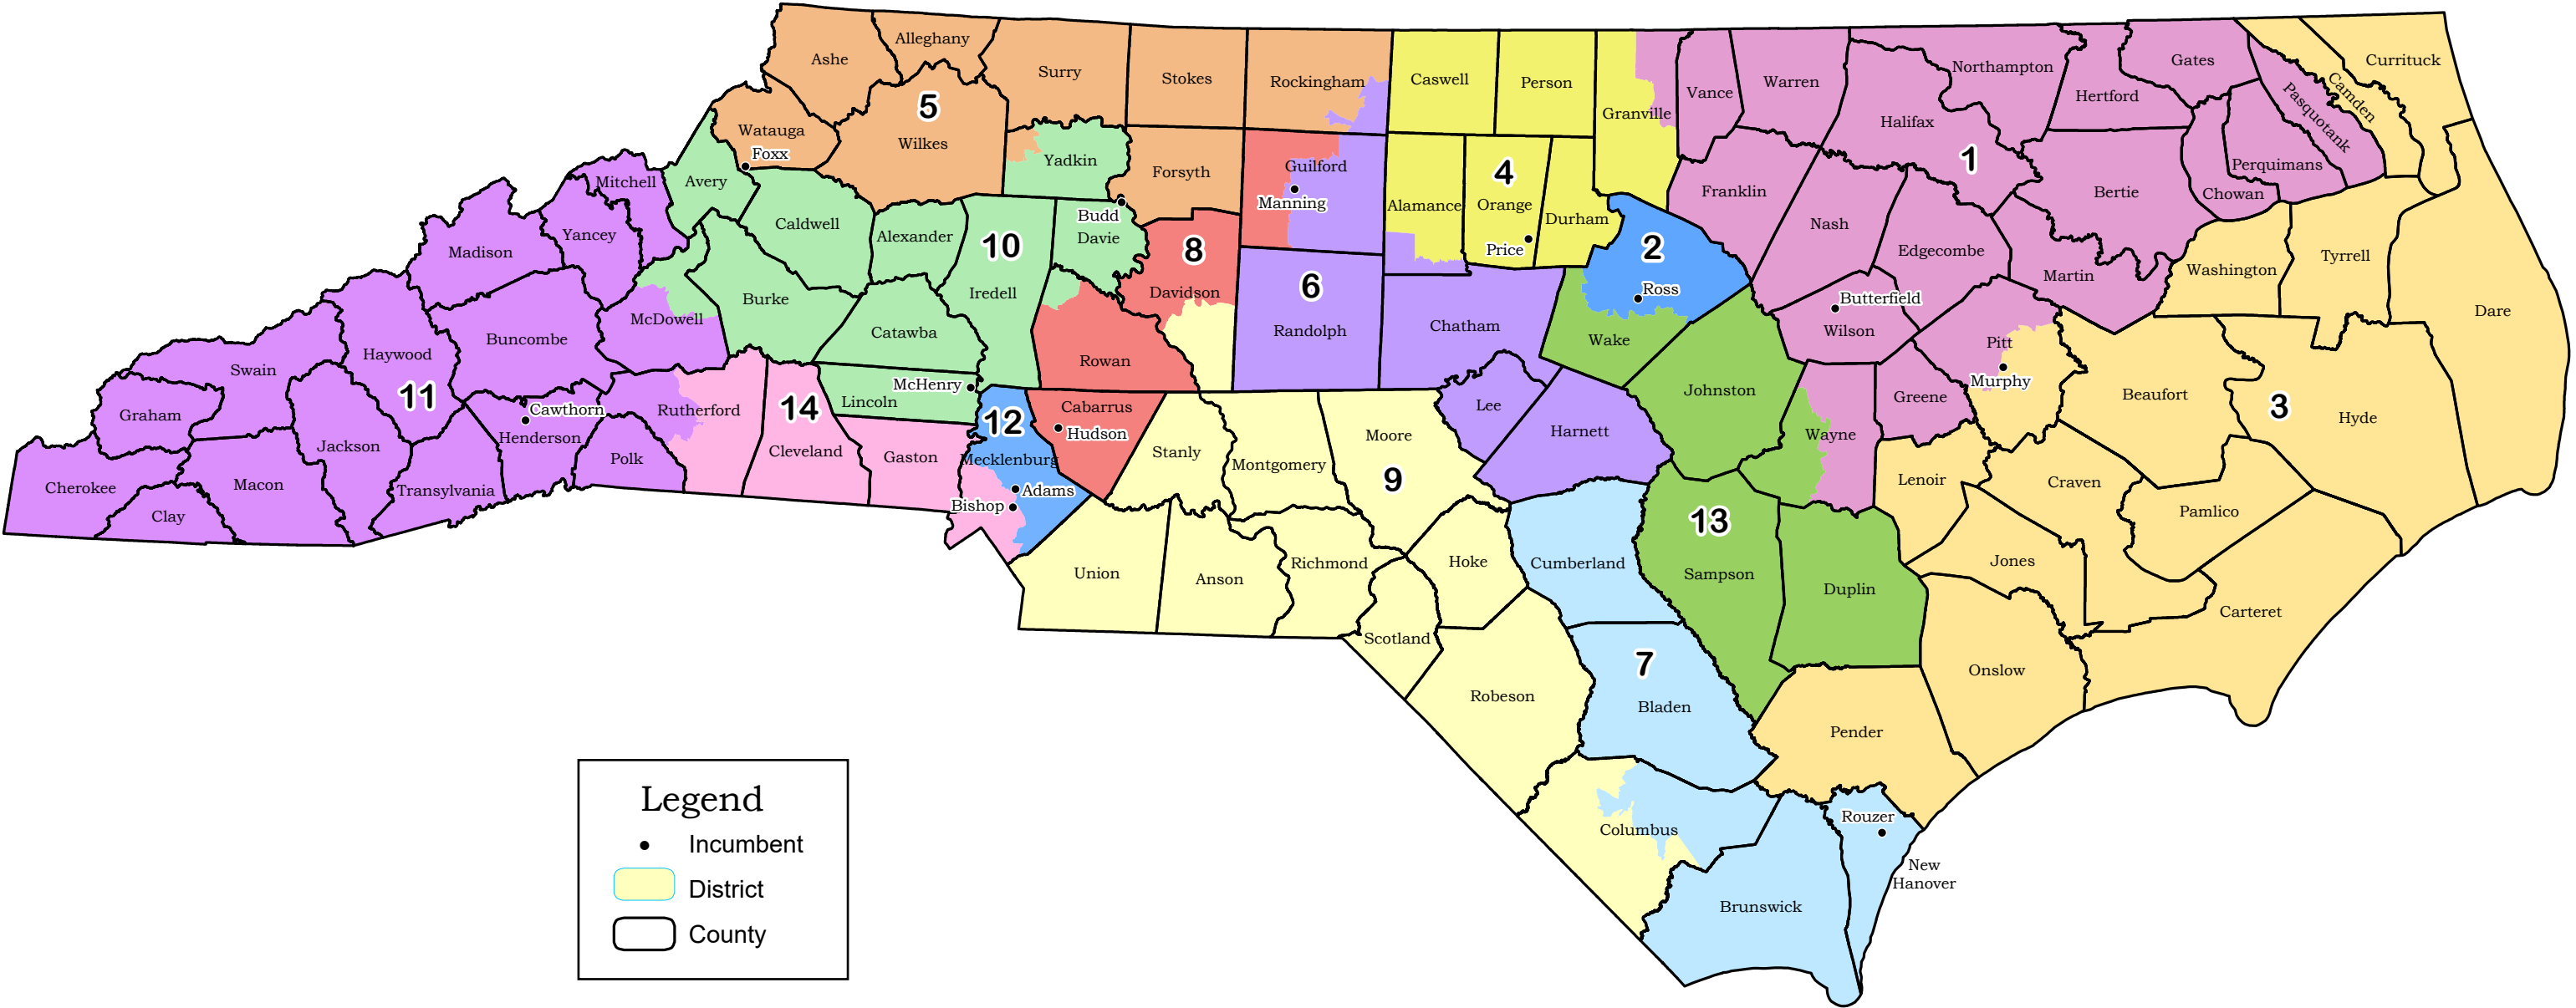 Alleghany
Ashe
Surry
Stokes
Rockingham
Caswell
Person
Granville
Vance
Warren
Northampton
Halifax
Hertford
Gates
Currituck
Camden
Pasquotank
Perquimans
Chowan
Bertie
5
Watauga
Foxx
Wilkes
Yadkin
Forsyth
Guilford
Manning
Alamance
4
Orange
Price
Durham
Franklin
1
Nash
Edgecombe
Martin
Washington
Tyrrell
Dare
Mitchell
Avery
Caldwell
Alexander
10
Iredell
Budd
Davie
8
Davidson
6
Randolph
Chatham
2
Ross
Wake
Butterfield
Wilson
Pitt
Murphy
Beaufort
3
Hyde
Madison
Yancey
McDowell
Burke
Catawba
Rowan
Johnston
Greene
Wayne
Swain
Haywood
11
Buncombe
Graham
Jackson
Cawthorn
Henderson
Rutherford
Polk
14
Cleveland
McHenry
Lincoln
Gaston
12
Mecklenburg
Adams
Bishop
Cabarrus
Hudson
Stanly
Montgomery
Moore
9
Lee
Harnett
Lenoir
Craven
Pamlico
Cherokee
Clay
Macon
Transylvania
Union
Anson
Richmond
Hoke
Scotland
Cumberland
13
Sampson
Duplin
Jones
Carteret
Onslow
Robeson
7
Bladen
Pender
Columbus
Rouzer
New
Hanover
Brunswick
Legend
Incumbent
District
County